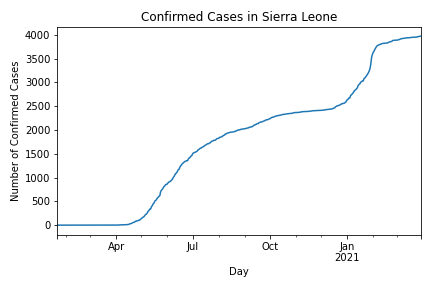 Confirmed Cases in Sierra Leone
Number of Confirmed Cases
4000
3500
3000
2500
2000
1500
1000
500
0
Apr
Jul
Oct
Jan
2021
Day